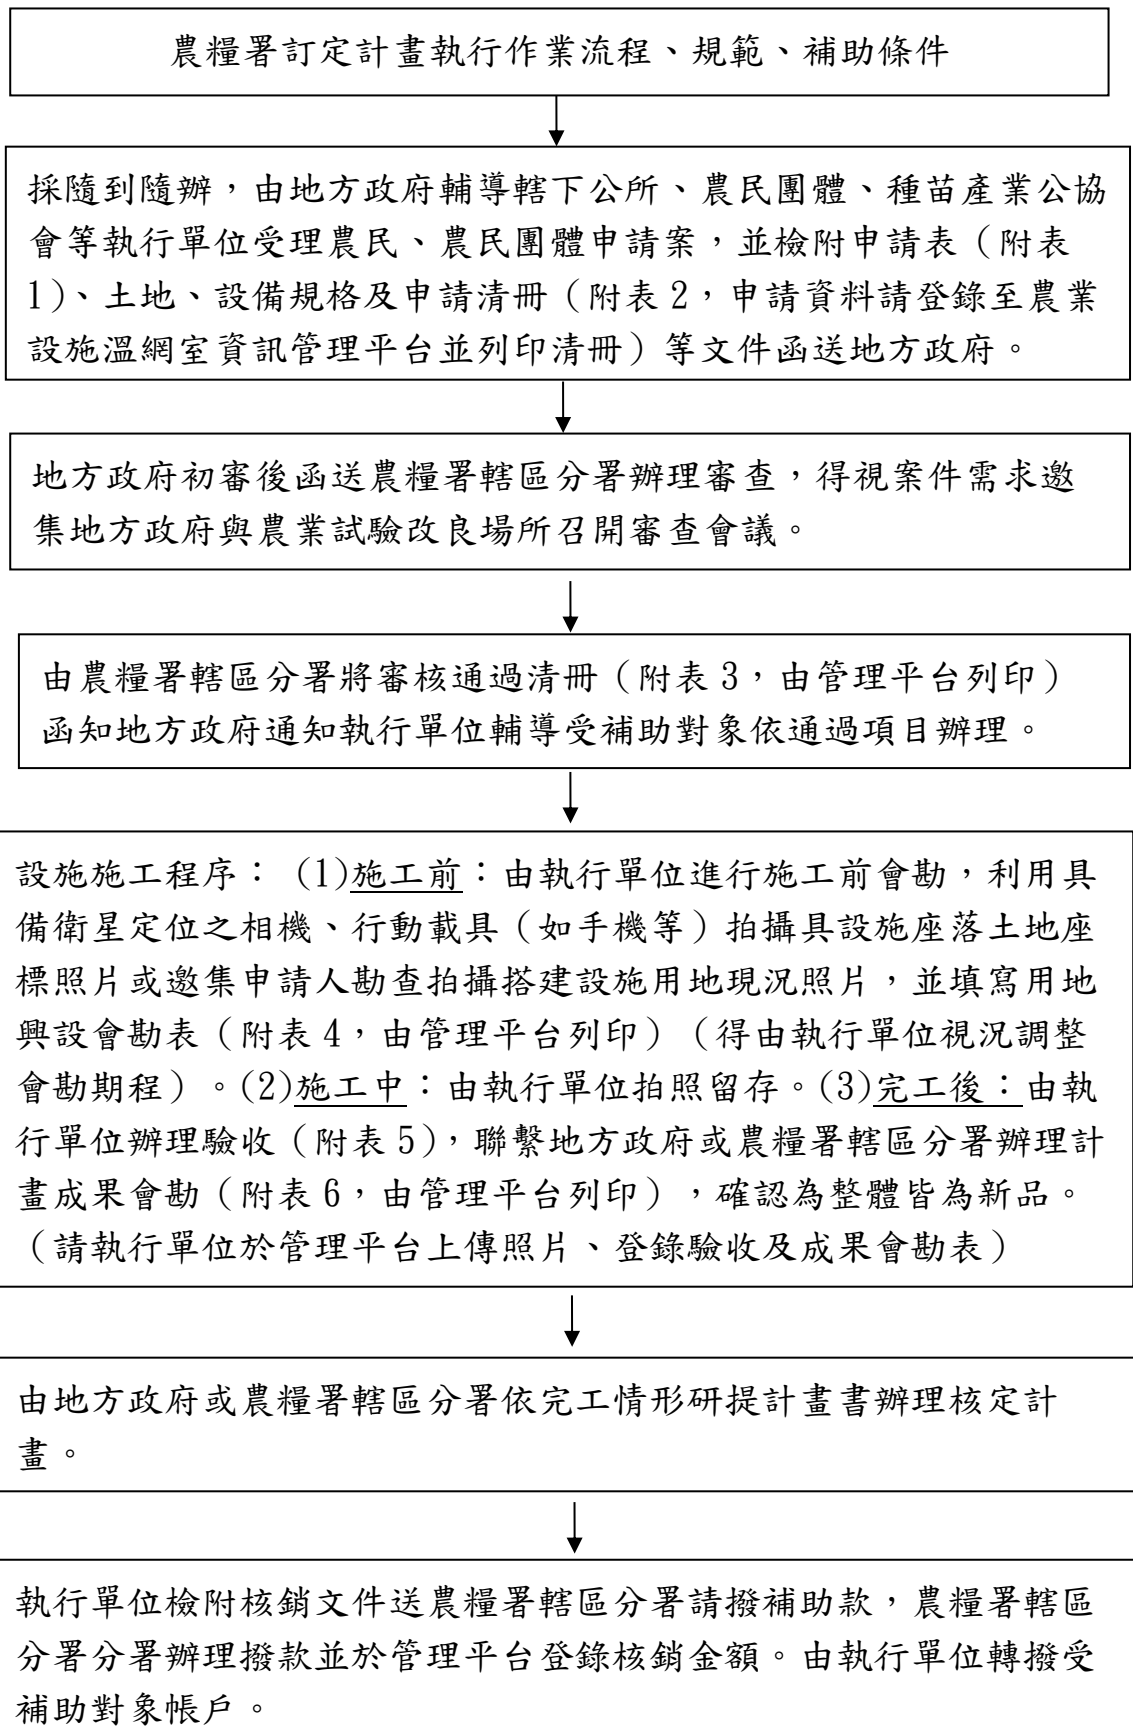 農糧署訂定計畫執行作業流程、規範、補助條件
採隨到隨辦，由地方政府輔導轄下公所、農民團體、種苗產業公協
會等執行單位受理農民、農民團體申請案，並檢附申請表（附表
1）、土地、設備規格及申請清冊（附表 2，申請資料請登錄至農業
設施溫網室資訊管理平台並列印清冊）等文件函送地方政府。
地方政府初審後函送農糧署轄區分署辦理審查，得視案件需求邀
集地方政府與農業試驗改良場所召開審查會議。
由農糧署轄區分署將審核通過清冊（附表 3，由管理平台列印）
函知地方政府通知執行單位輔導受補助對象依通過項目辦理。
設施施工程序： (1)施工前：由執行單位進行施工前會勘，利用具
備衛星定位之相機、行動載具（如手機等）拍攝具設施座落土地座
標照片或邀集申請人勘查拍攝搭建設施用地現況照片，並填寫用地
興設會勘表（附表 4，由管理平台列印）（得由執行單位視況調整
會勘期程）。(2)施工中：由執行單位拍照留存。(3)完工後：由執
行單位辦理驗收（附表 5），聯繫地方政府或農糧署轄區分署辦理計
畫成果會勘（附表 6，由管理平台列印），確認為整體皆為新品。
（請執行單位於管理平台上傳照片、登錄驗收及成果會勘表）
由地方政府或農糧署轄區分署依完工情形研提計畫書辦理核定計
畫。
執行單位檢附核銷文件送農糧署轄區分署請撥補助款，農糧署轄區
分署分署辦理撥款並於管理平台登錄核銷金額。由執行單位轉撥受
補助對象帳戶。